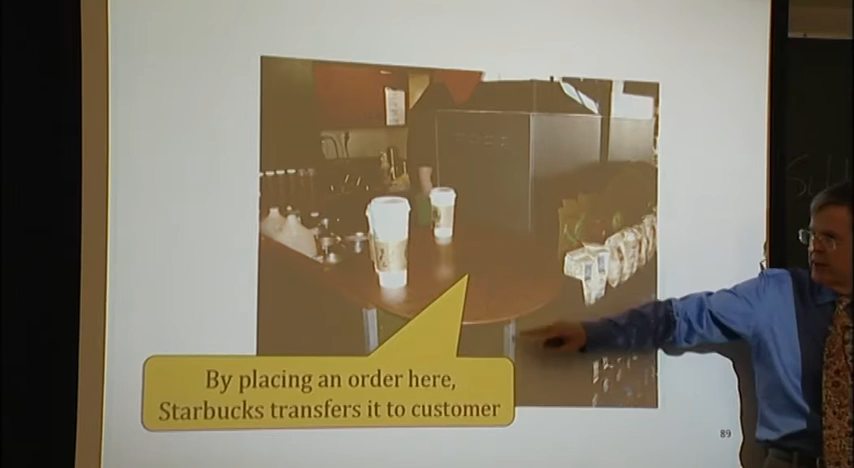 By placing an order here,
Starbucks transfers it to customer
89